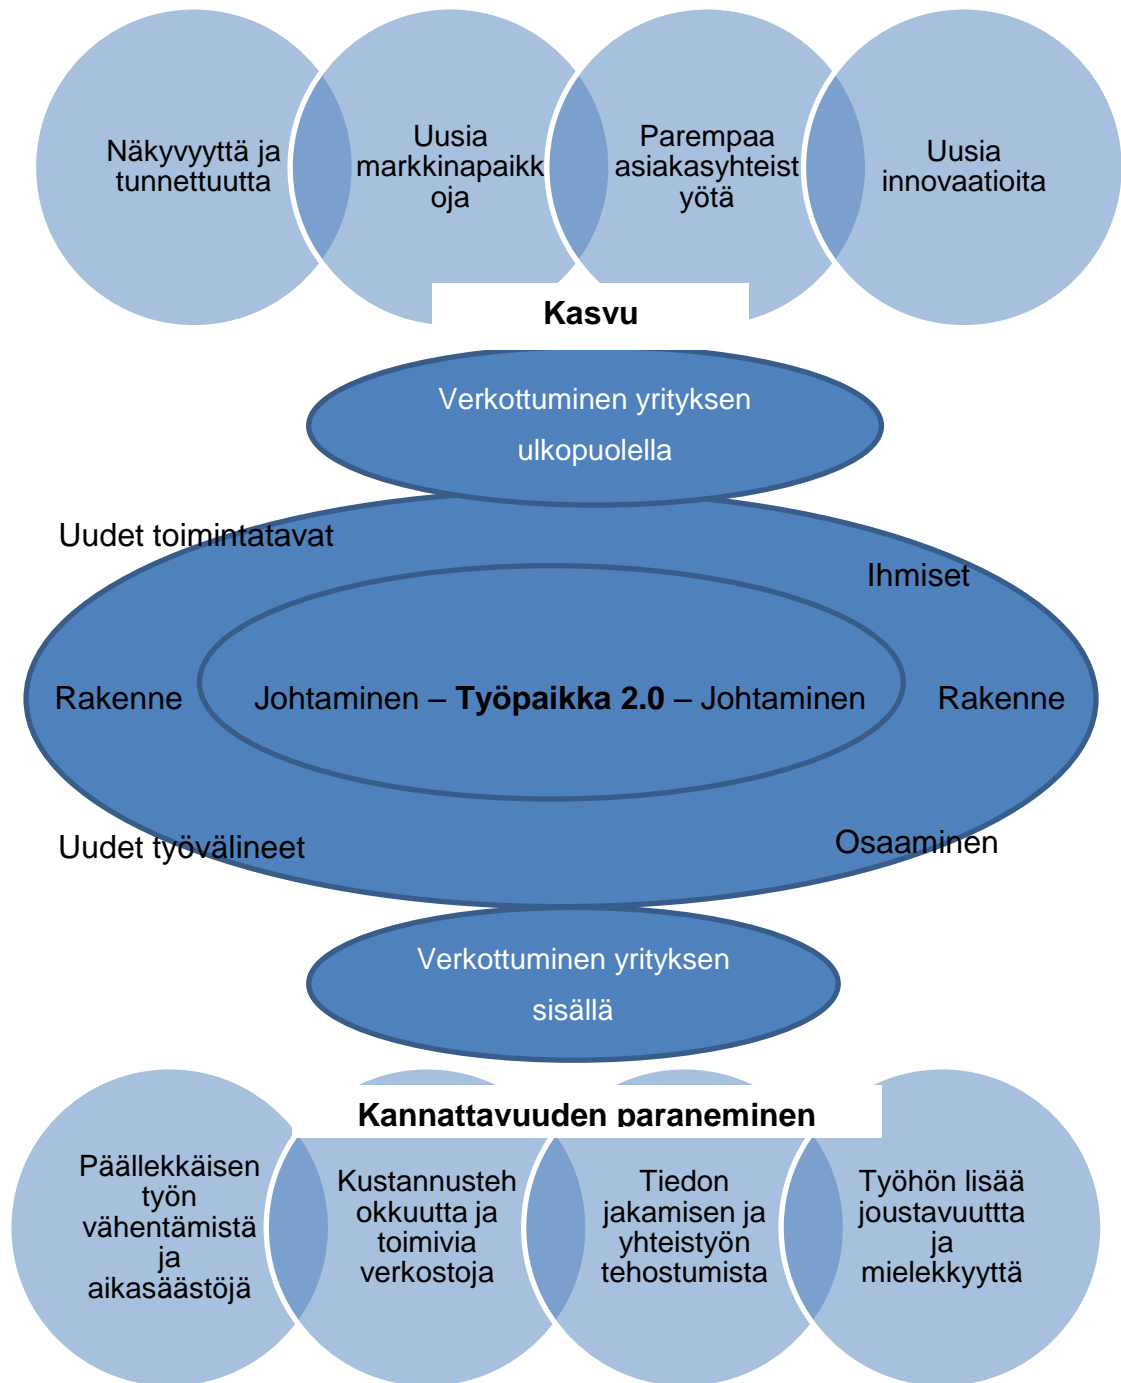 Näkyvyyttä ja
tunnettuutta
Uusia
markkinapaikk
oja
Parempaa
asiakasyhteist
yötä
Uusia
innovaatioita
Kasvu
Verkottuminen yrityksen
ulkopuolella
Uudet toimintatavat
Ihmiset
Rakenne
Johtaminen – Työpaikka 2.0 – Johtaminen
Rakenne
Uudet työvälineet
Osaaminen
Verkottuminen yrityksen
sisällä
Kannattavuuden paraneminen
Päällekkäisen
työn
vähentämistä
ja
aikasäästöjä
Kustannusteh
okkuutta ja
toimivia
verkostoja
Tiedon
jakamisen ja
yhteistyön
tehostumista
Työhön lisää
joustavuuttta
ja
mielekkyyttä